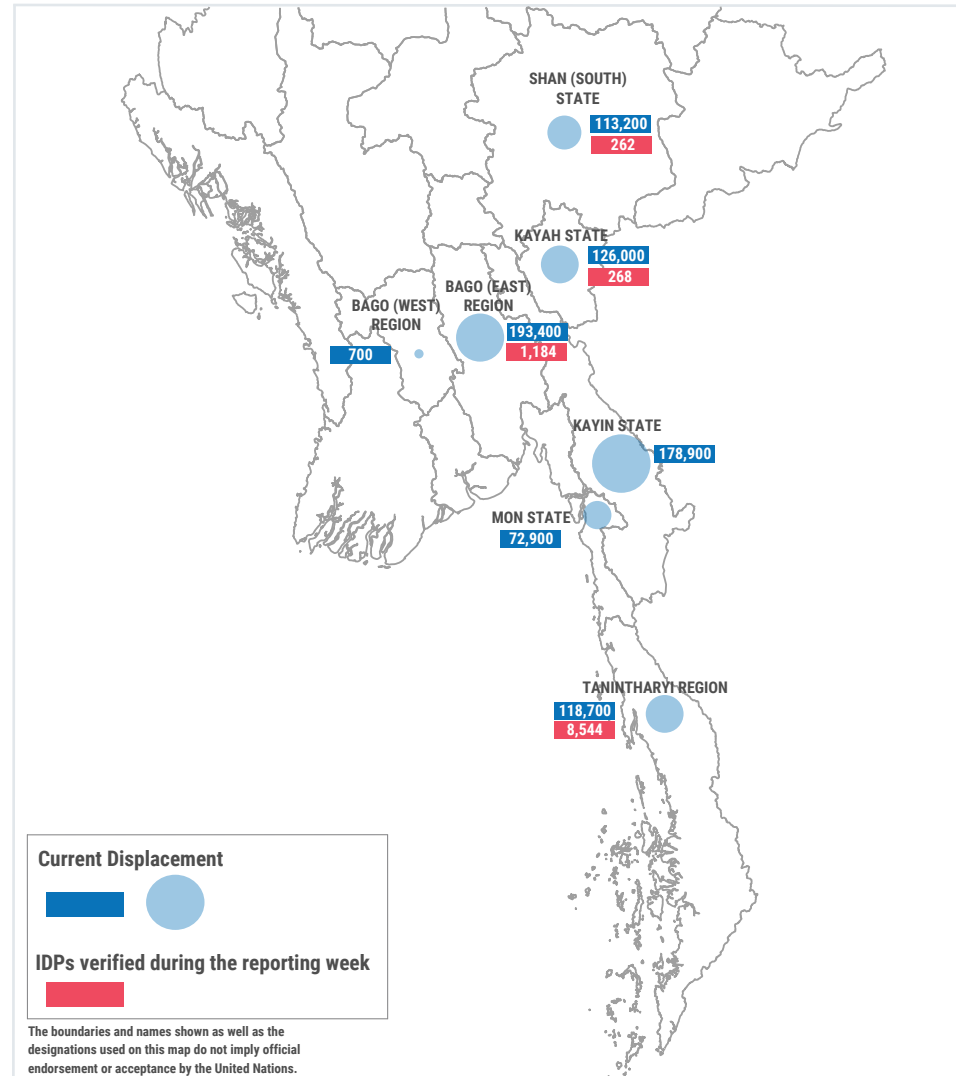 SHAN (SOUTH)
STATE
113,200
262
KAYAH STATE
126,000
268
BAGO (EAST)
REGION
193,400
1,184
BAGO (WEST)
REGION
700
KAYIN STATE
178,900
MON STATE
72,900
TANINTHARYI REGION
118,700
8,544
Current Displacement
IDPs verified during the reporting week
The boundaries and names shown as well as the
designations used on this map do not imply official
endorsement or acceptance by the United Nations.